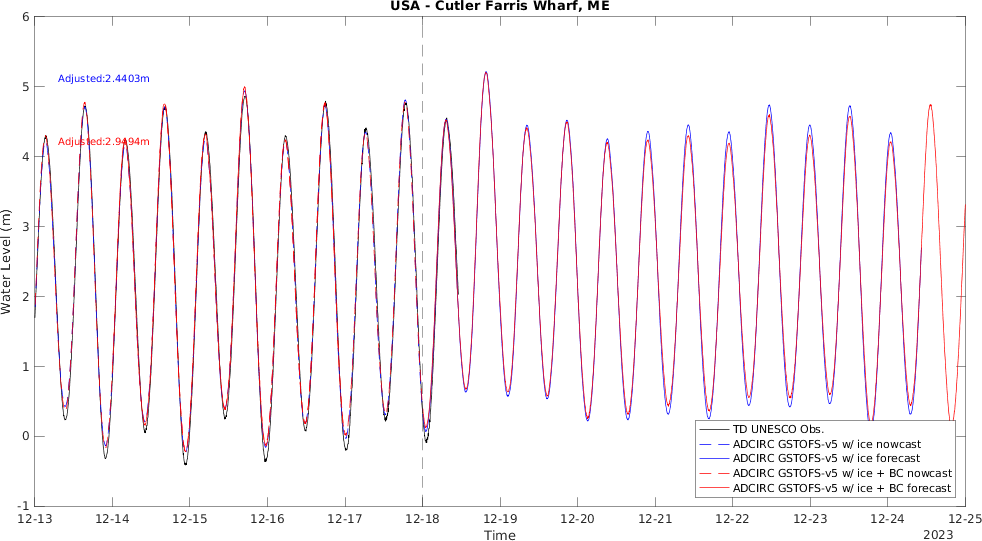 USA - Cutler Farris Wharf, ME
6
5
4
3
2
1
0
-1
Water Level (m)
Adjusted:2.4403m
Adjusted:2.9494m
TD UNESCO Obs.
ADCIRC GSTOFS-v5 w/ ice nowcast
ADCIRC GSTOFS-v5 w/ ice forecast
ADCIRC GSTOFS-v5 w/ ice + BC nowcast
ADCIRC GSTOFS-v5 w/ ice + BC forecast
12-13 12-14 12-15 12-16 12-17 12-18 12-19 12-20 12-21 12-22 12-23 12-24 12-25
Time
2023